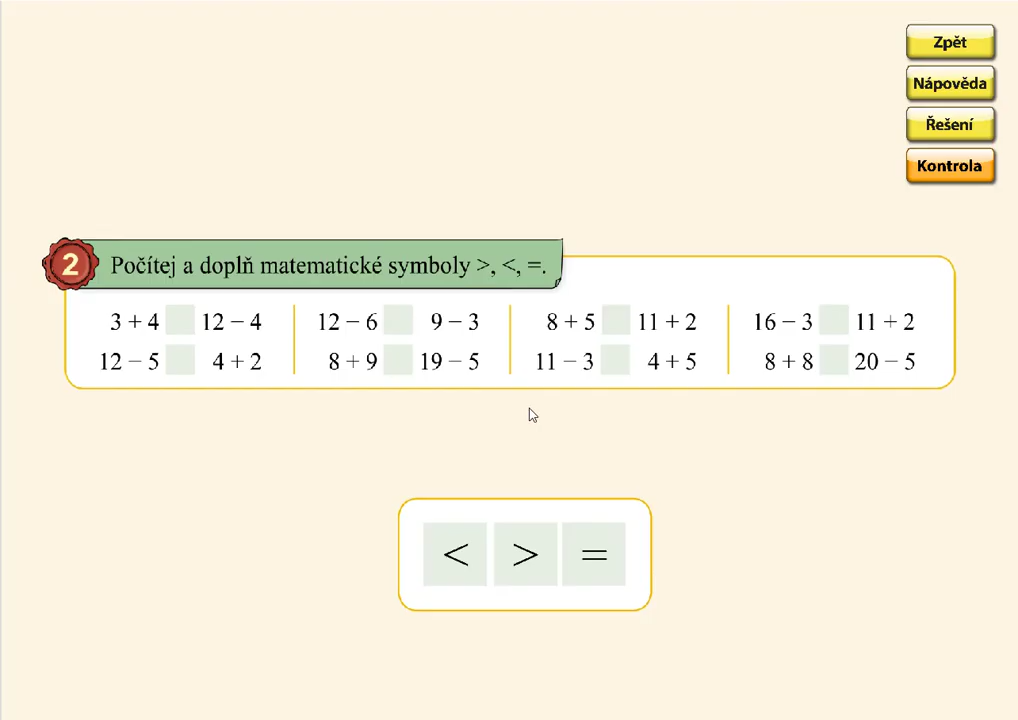 Zpět
Nápověda
Řešení
Kontrola
2 Počítej a doplň matematické symboly >, <, =.
3 + 4 12 − 4 12 − 6 9 − 3 8 + 5 11 + 2 16 − 3 11 + 2
12 − 5 4 + 2 8 + 9 19 − 5 11 − 3 4 + 5 8 + 8 20 − 5
< > =